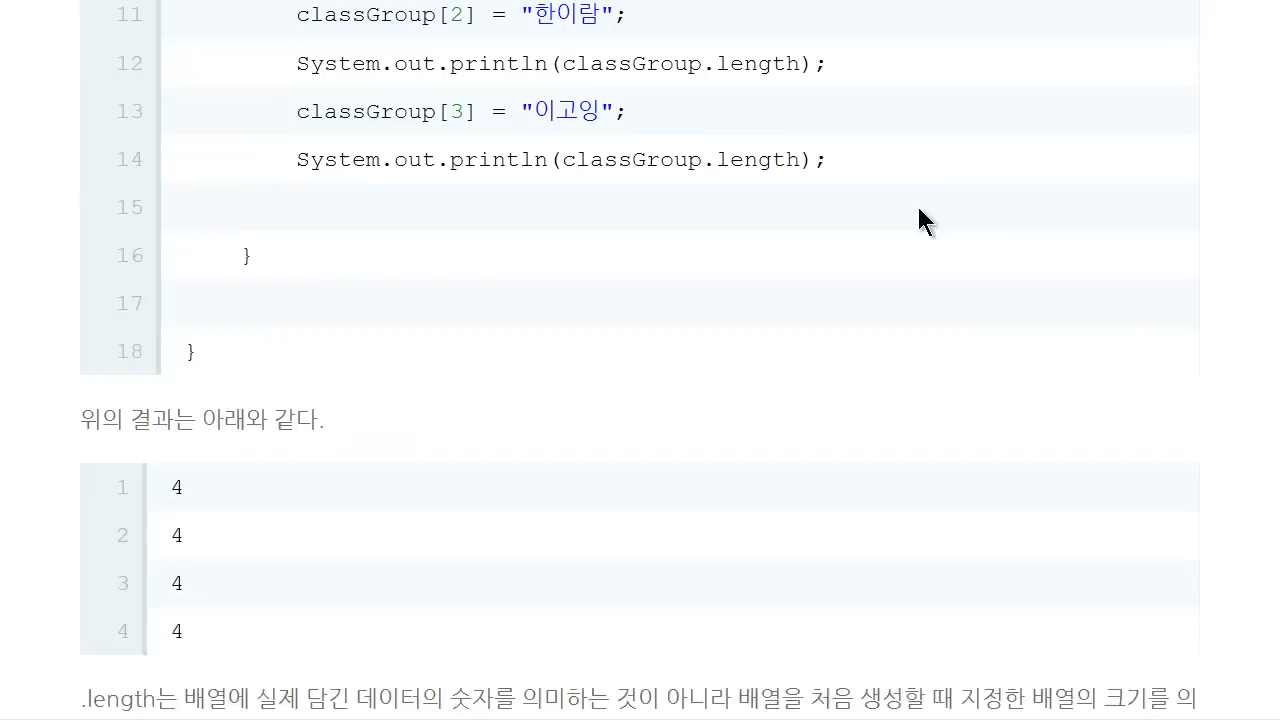 11 classGroup[2] = "한이람";
12 System.out.println(classGroup.length);
13 classGroup[3] = "이고잉";
14 System.out.println(classGroup.length);
15
16 }
17
18 }
위의 결과는 아래와 같다.
1 4
2 4
3 4
4 4
.length는 배열에 실제 담긴 데이터의 숫자를 의미하는 것이 아니라 배열을 처음 생성할 때 지정한 배열의 크기를 의